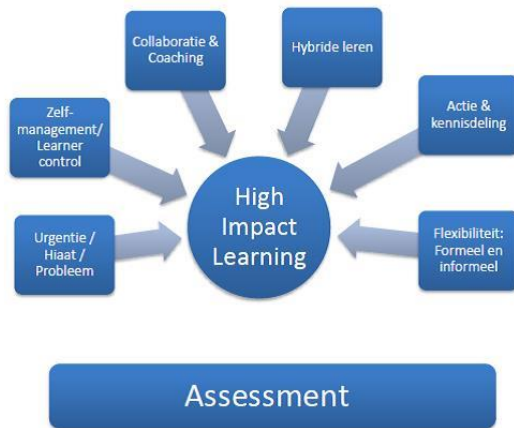 Collaboratie &
Coaching
Hybride leren
Zelf-
management/
Learner
control
Actie &
kennisdeling
High
Impact
Learning
Urgentie /
Hiaat /
Probleem
Flexibiliteit:
Formeel en
informeel
Assessment